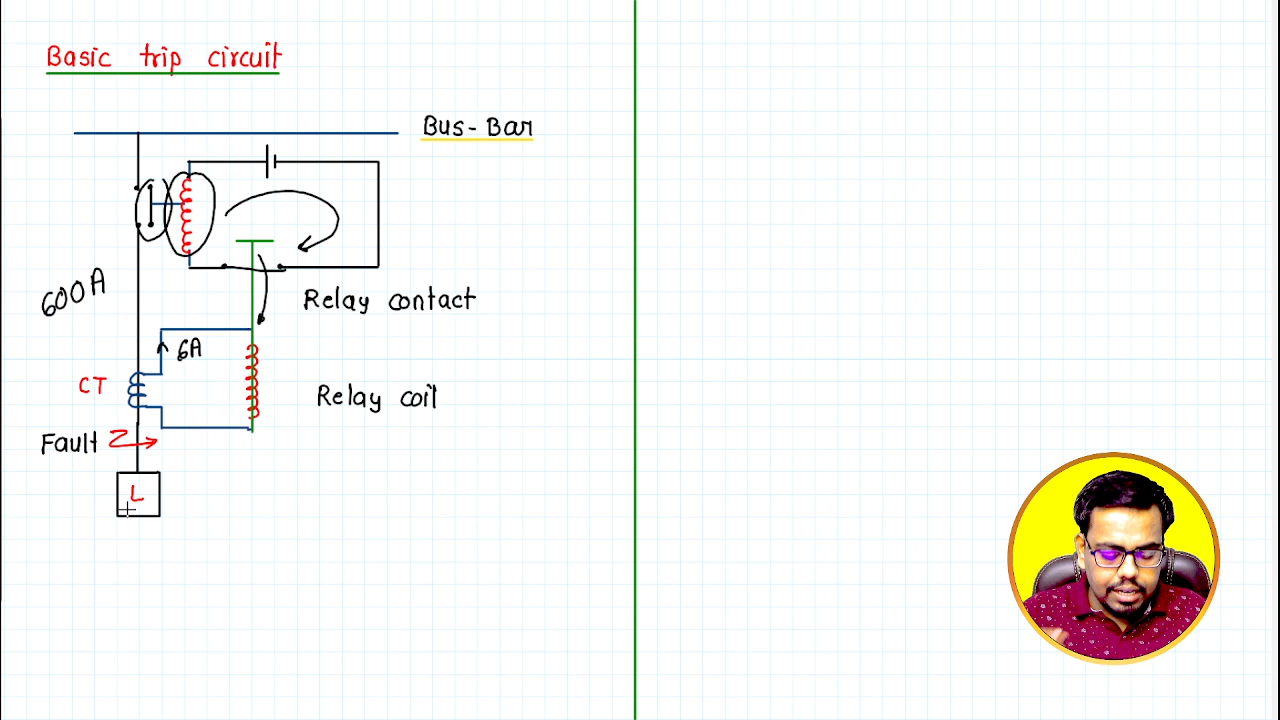 Basic trip circuit
Bus-Bar
600A
Relay contact
6A
CT
Relay coil
Fault
L